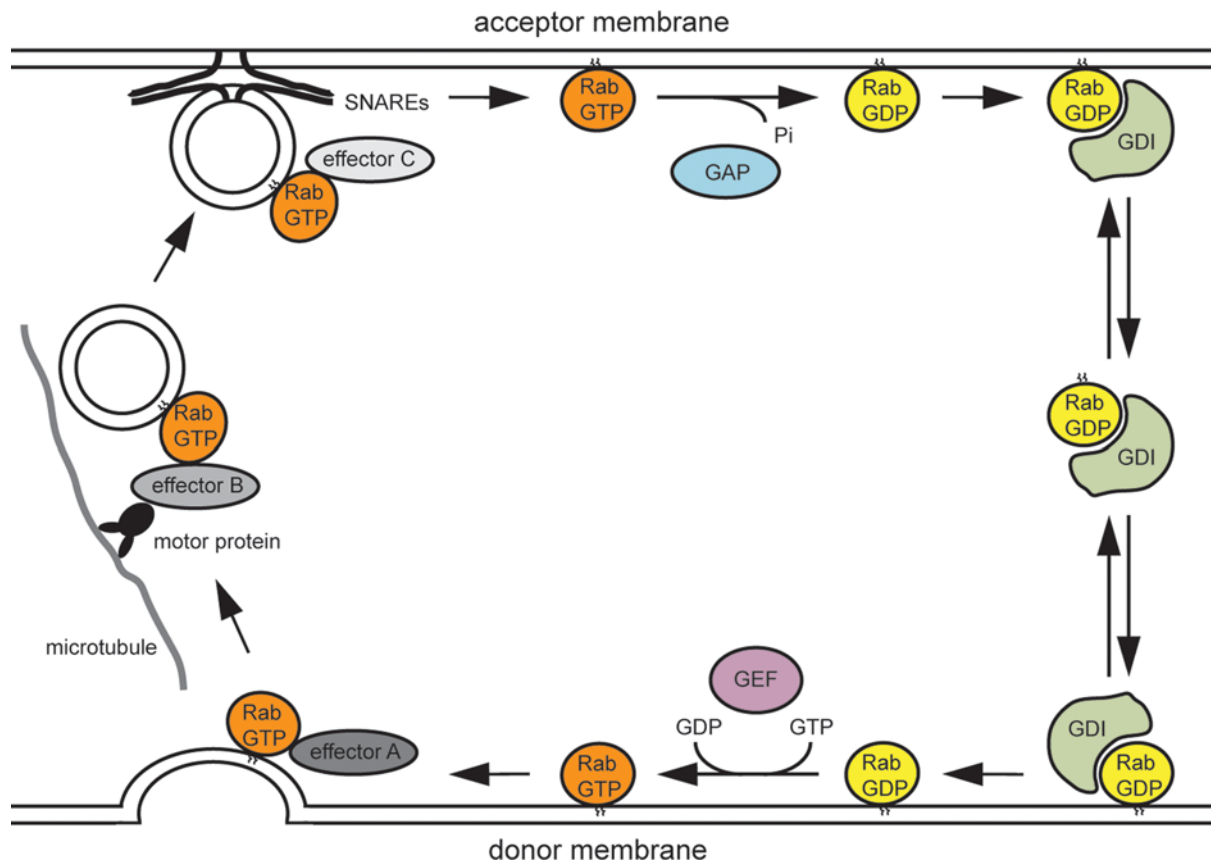 acceptor membrane
SNAREs
effector C
Rab
GTP
Rab
GTP
Pi
GAP
Rab
GDP
Rab
GDP
GDI
Rab
GTP
effector B
motor protein
microtubule
Rab
GDP
GDI
Rab
GTP
effector A
Rab
GTP
GEF
GDP
GTP
Rab
GDP
GDI
Rab
GDP
donor membrane